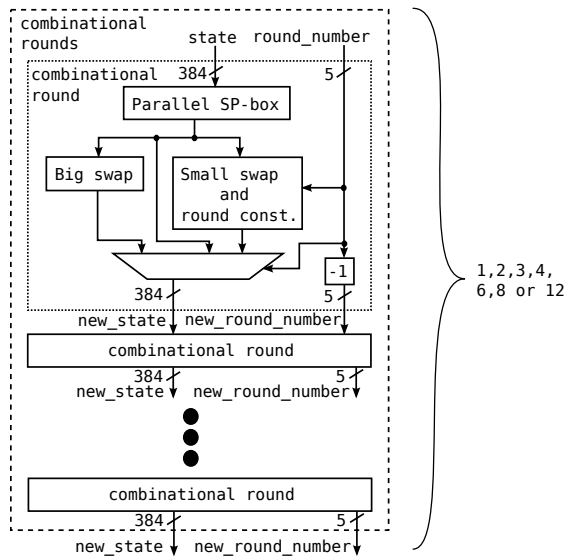 combinational
rounds
state round_number
combinational
round
384 5
Parallel SP-box
Big swap
Small swap
and
round const.
-1
384 5
new_state new_round_number
combinational round
384 5
new_state new_round_number
combinational round
384 5
new_state new_round_number
1,2,3,4,
6,8 or 12